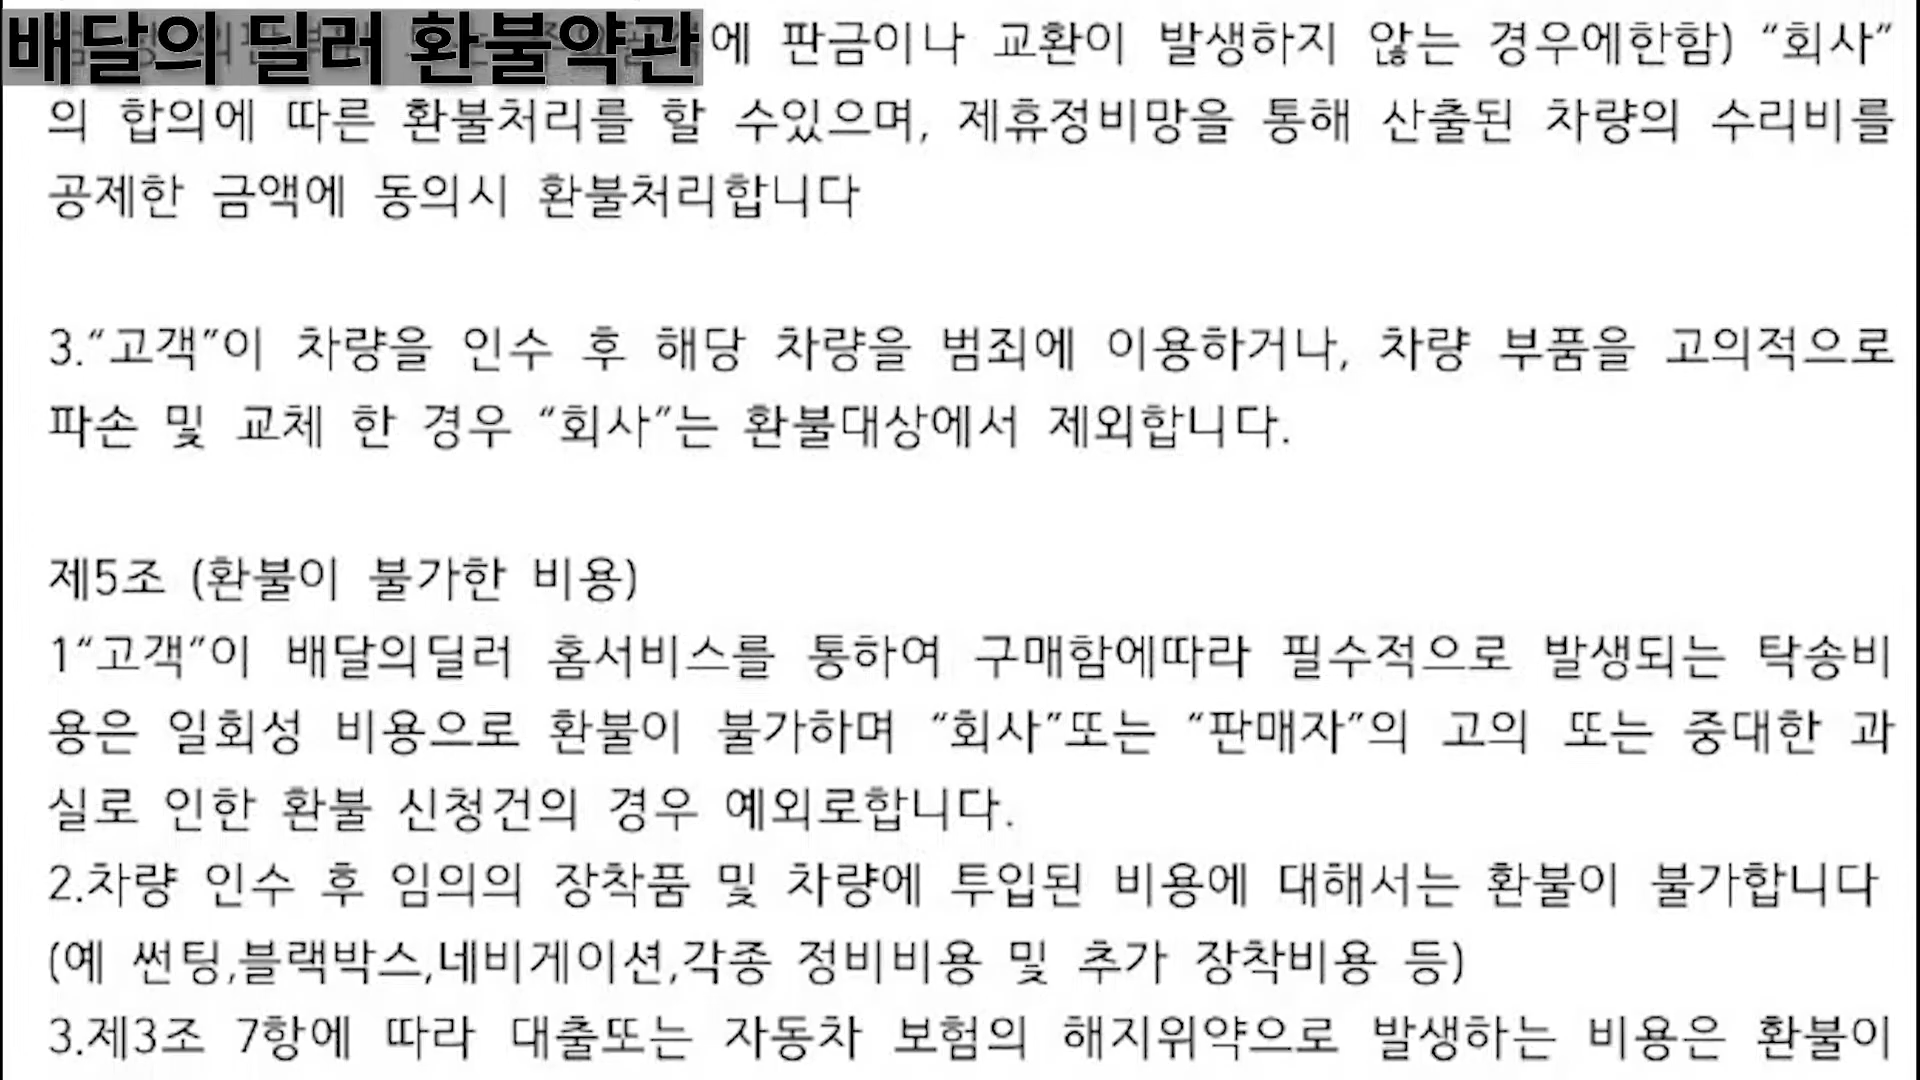 배달의 딜러 환불약관
에 판금이나 교환이 발생하지 않는 경우에한함) “회사”
의 합의에 따른 환불처리를 할 수있으며, 제휴정비망을 통해 산출된 차량의 수리비를
공제한 금액에 동의시 환불처리합니다
3.“고객”이 차량을 인수 후 해당 차량을 범죄에 이용하거나, 차량 부품을 고의적으로
파손 및 교체 한 경우 “회사”는 환불대상에서 제외합니다.
제5조 (환불이 불가한 비용)
1“고객”이 배달의딜러 홈서비스를 통하여 구매함에따라 필수적으로 발생되는 탁송비
용은 일회성 비용으로 환불이 불가하며 “회사”또는 “판매자”의 고의 또는 중대한 과
실로 인한 환불 신청건의 경우 예외로합니다.
2.차량 인수 후 임의의 장착품 및 차량에 투입된 비용에 대해서는 환불이 불가합니다
(예 썬팅,블랙박스,네비게이션,각종 정비비용 및 추가 장착비용 등)
3.제3조 7항에 따라 대출또는 자동차 보험의 해지위약으로 발생하는 비용은 환불이